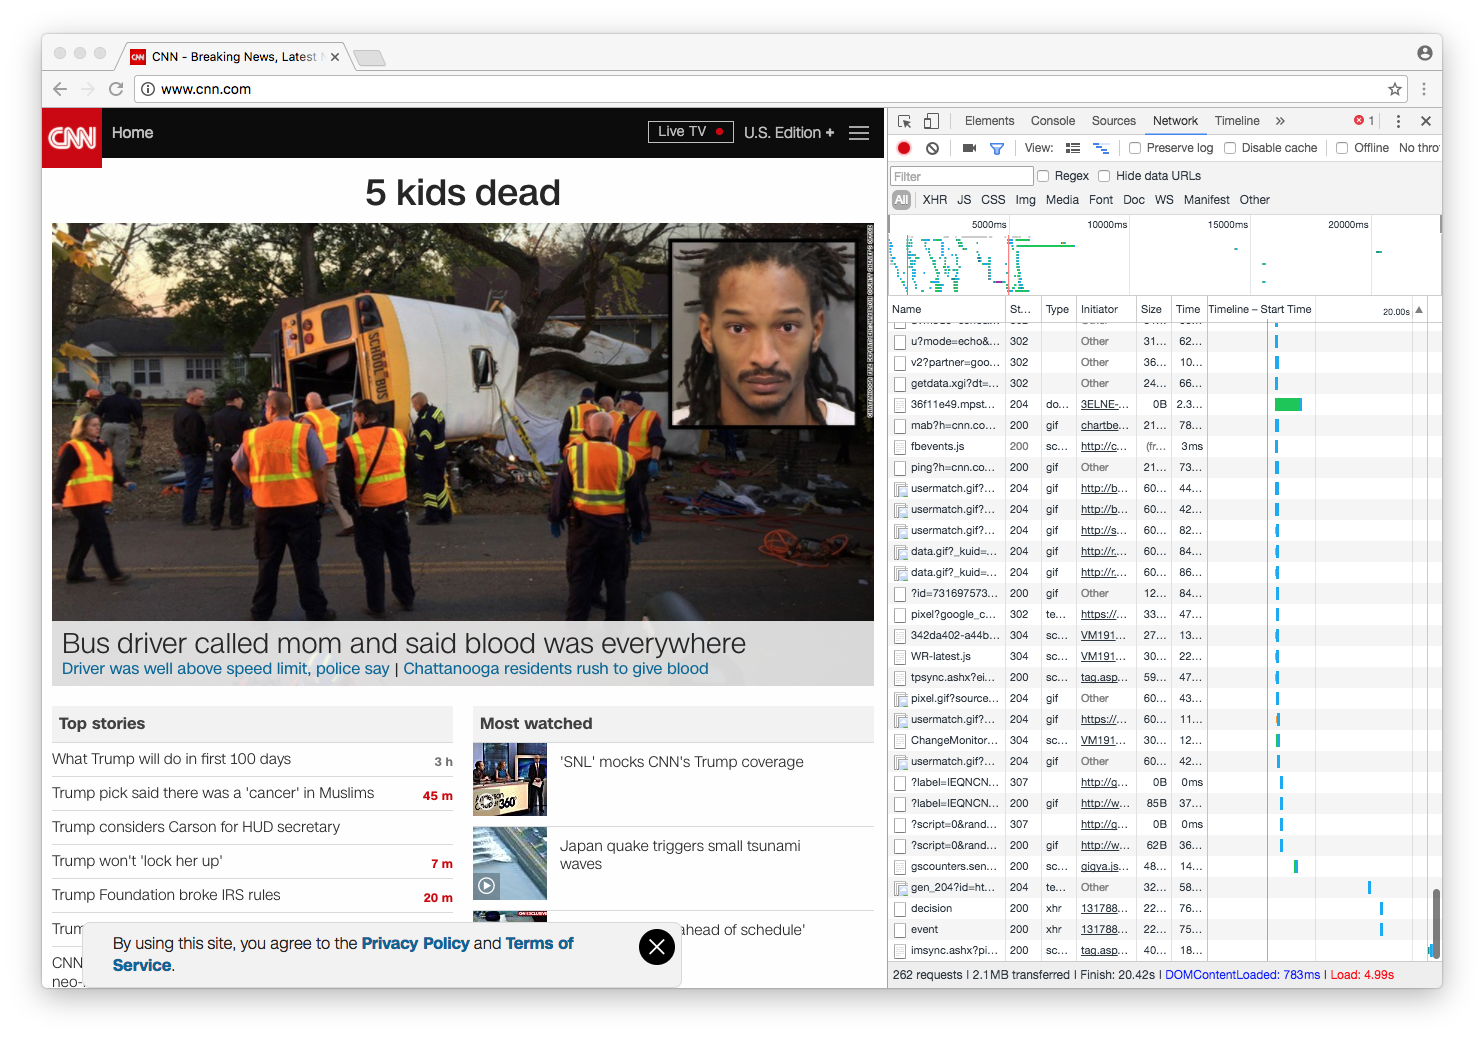 CNN - Breaking News, Latest N
www.cnn.com
CNN
Home
Live TV
U.S. Edition +
5 kids dead
SCHOOL BUS
Bus driver called mom and said blood was everywhere
Driver was well above speed limit, police say | Chattanooga residents rush to give blood
Top stories
What Trump will do in first 100 days
3 h
Trump pick said there was a 'cancer' in Muslims
45 m
Trump considers Carson for HUD secretary
Trump won't 'lock her up'
7 m
Trump Foundation broke IRS rules
20 m
Trum
CNN
neo-
Most watched
360°
'SNL' mocks CNN's Trump coverage
Japan quake triggers small tsunami
waves
ahead of schedule'
By using this site, you agree to the Privacy Policy and Terms of
Service.
Elements Console Sources Network Timeline » 1
View: Preserve log Disable cache Offline No thro
Filter Regex Hide data URLs
All XHR JS CSS Img Media Font Doc WS Manifest Other
5000ms 10000ms 15000ms 20000ms
Name St... Type Initiator Size Time Timeline – Start Time 20.00s
u?mode=echo&... 302 Other 31... 62...
v2?partner=goo... 302 Other 36... 10...
getdata.xgi?dt=... 302 Other 24... 66...
36f11e49.mpst... 204 do... 3ELNE-... 0B 2.3...
mab?h=cnn.co... 200 gif chartbe... 21... 78...
fbevents.js 200 sc... http://c... (fr... 3ms
ping?h=cnn.co... 200 gif Other 21... 73...
usermatch.gif?... 204 gif http://b... 60... 44...
usermatch.gif?... 204 gif http://b... 60... 42...
usermatch.gif?... 204 gif http://s... 60... 82...
data.gif?_kuid=... 204 gif http://r... 60... 84...
data.gif?_kuid=... 204 gif http://r... 60... 86...
?id=731697573... 200 gif Other 12... 84...
pixel?google_c... 302 te... https://... 33... 47...
342da402-a44b... 304 sc... VM191... 27... 13...
WR-latest.js 304 sc... VM191... 30... 22...
tpsync.ashx?ei... 200 sc... tag.asp... 59... 47...
pixel.gif?source... 204 gif Other 60... 43...
usermatch.gif?... 204 gif https://... 60... 11...
ChangeMonitor... 304 sc... VM191... 30... 12...
usermatch.gif?... 204 gif Other 60... 42...
?label=IEQNCN... 307 http://g... 0B 0ms
?label=IEQNCN... 200 gif http://w... 85B 37...
?script=0&rand... 307 http://g... 0B 0ms
?script=0&rand... 200 gif http://w... 62B 36...
gscounters.sen... 200 sc... gigya.js... 48... 14...
gen_204?id=ht... 204 te... Other 32... 58...
decision 200 xhr 131788... 22... 76...
event 200 xhr 131788... 22... 75...
imsync.ashx?pi... 200 sc... tag.asp... 40... 18...
262 requests | 2.1MB transferred | Finish: 20.42s | DOMContentLoaded: 783ms | Load: 4.99s